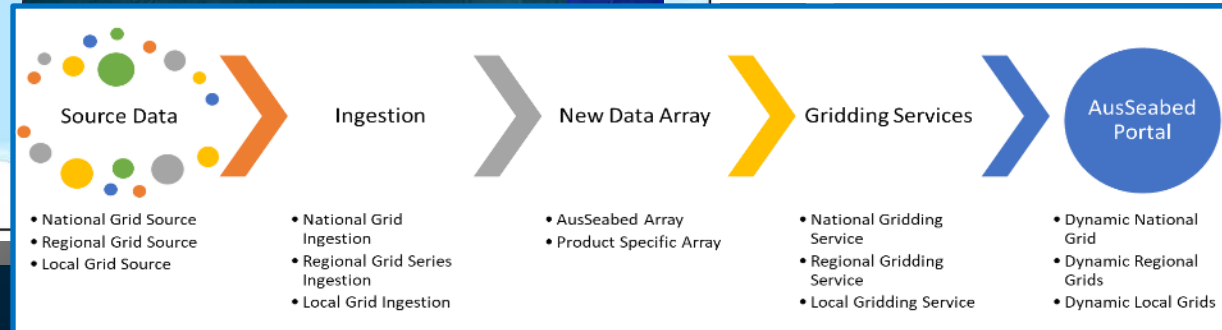 Source Data
Ingestion
New Data Array
Gridding Services
AusSeabed
Portal
• National Grid Source
• Regional Grid Source
• Local Grid Source
• National Grid
Ingestion
• Regional Grid Series
Ingestion
• Local Grid Ingestion
• AusSeabed Array
• Product Specific Array
• National Gridding
Service
• Regional Gridding
Service
• Local Gridding Service
• Dynamic National
Grid
• Dynamic Regional
Grids
• Dynamic Local Grids